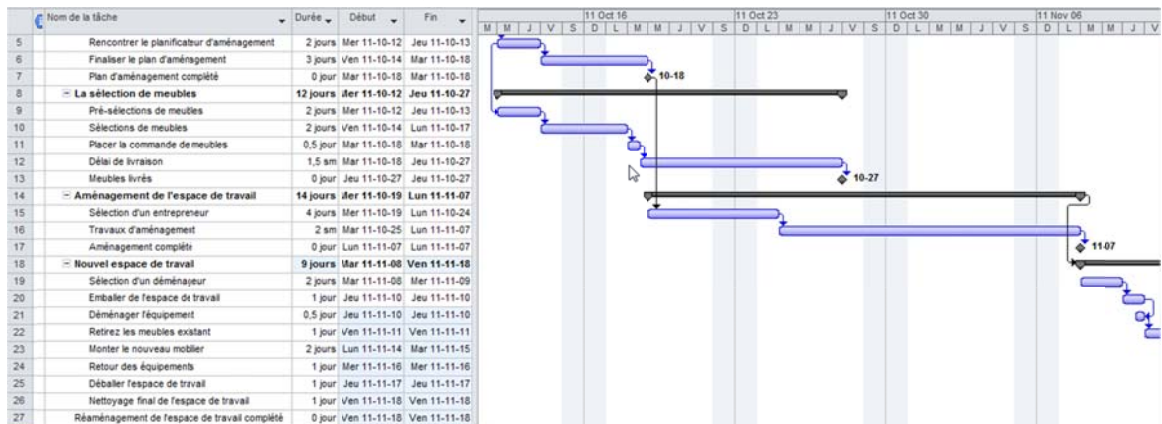 Nom de la tâche Durée Début Fin 11 Oct 16 11 Oct 23 11 Oct 30 11 Nov 06
M M J V S D L M M J V S D L M M J V S D L M M J V S D L M M J V
5 Rencontrer le planificateur d'aménagement 2 jours Mer 11-10-12 Jeu 11-10-13
6 Finaliser le plan d'aménagement 3 jours Ven 11-10-14 Mar 11-10-18
7 Plan d'aménagement complété 0 jour Mar 11-10-18 Mar 11-10-18 10-18
8 La sélection de meubles 12 jours Mer 11-10-12 Jeu 11-10-27
9 Pré-sélections de meubles 2 jours Mer 11-10-12 Jeu 11-10-13
10 Sélections de meubles 2 jours Ven 11-10-14 Lun 11-10-17
11 Placer la commande de meubles 0,5 jour Mar 11-10-18 Mar 11-10-18
12 Délai de livraison 1,5 sm Mar 11-10-18 Jeu 11-10-27
13 Meubles livrés 0 jour Jeu 11-10-27 Jeu 11-10-27 10-27
14 Aménagement de l'espace de travail 14 jours Mer 11-10-19 Lun 11-11-07
15 Sélection d'un entrepreneur 4 jours Mer 11-10-19 Lun 11-10-24
16 Travaux d'aménagement 2 sm Mar 11-10-25 Lun 11-11-07
17 Aménagement complété 0 jour Lun 11-11-07 Lun 11-11-07 11-07
18 Nouvel espace de travail 9 jours Mar 11-11-08 Ven 11-11-18
19 Sélection d'un déménageur 2 jours Mar 11-11-08 Mer 11-11-09
20 Emballer de l'espace de travail 1 jour Jeu 11-11-10 Jeu 11-11-10
21 Déménager l'équipement 0,5 jour Jeu 11-11-10 Jeu 11-11-10
22 Retirez les meubles existant 1 jour Ven 11-11-11 Ven 11-11-11
23 Monter le nouveau mobilier 2 jours Lun 11-11-14 Mar 11-11-15
24 Retour des équipements 1 jour Mer 11-11-16 Mer 11-11-16
25 Déballer l'espace de travail 1 jour Jeu 11-11-17 Jeu 11-11-17
26 Nettoyage final de l'espace de travail 1 jour Ven 11-11-18 Ven 11-11-18
27 Réaménagement de l'espace de travail complété 0 jour Ven 11-11-18 Ven 11-11-18